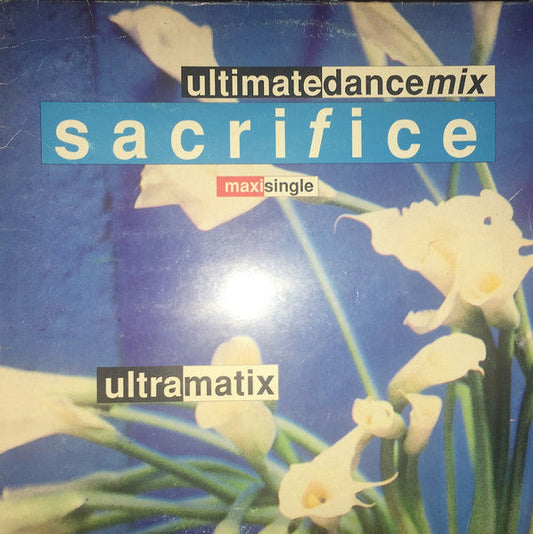 ultimatedancemix
sacrifice
maxisingle
ultramatix